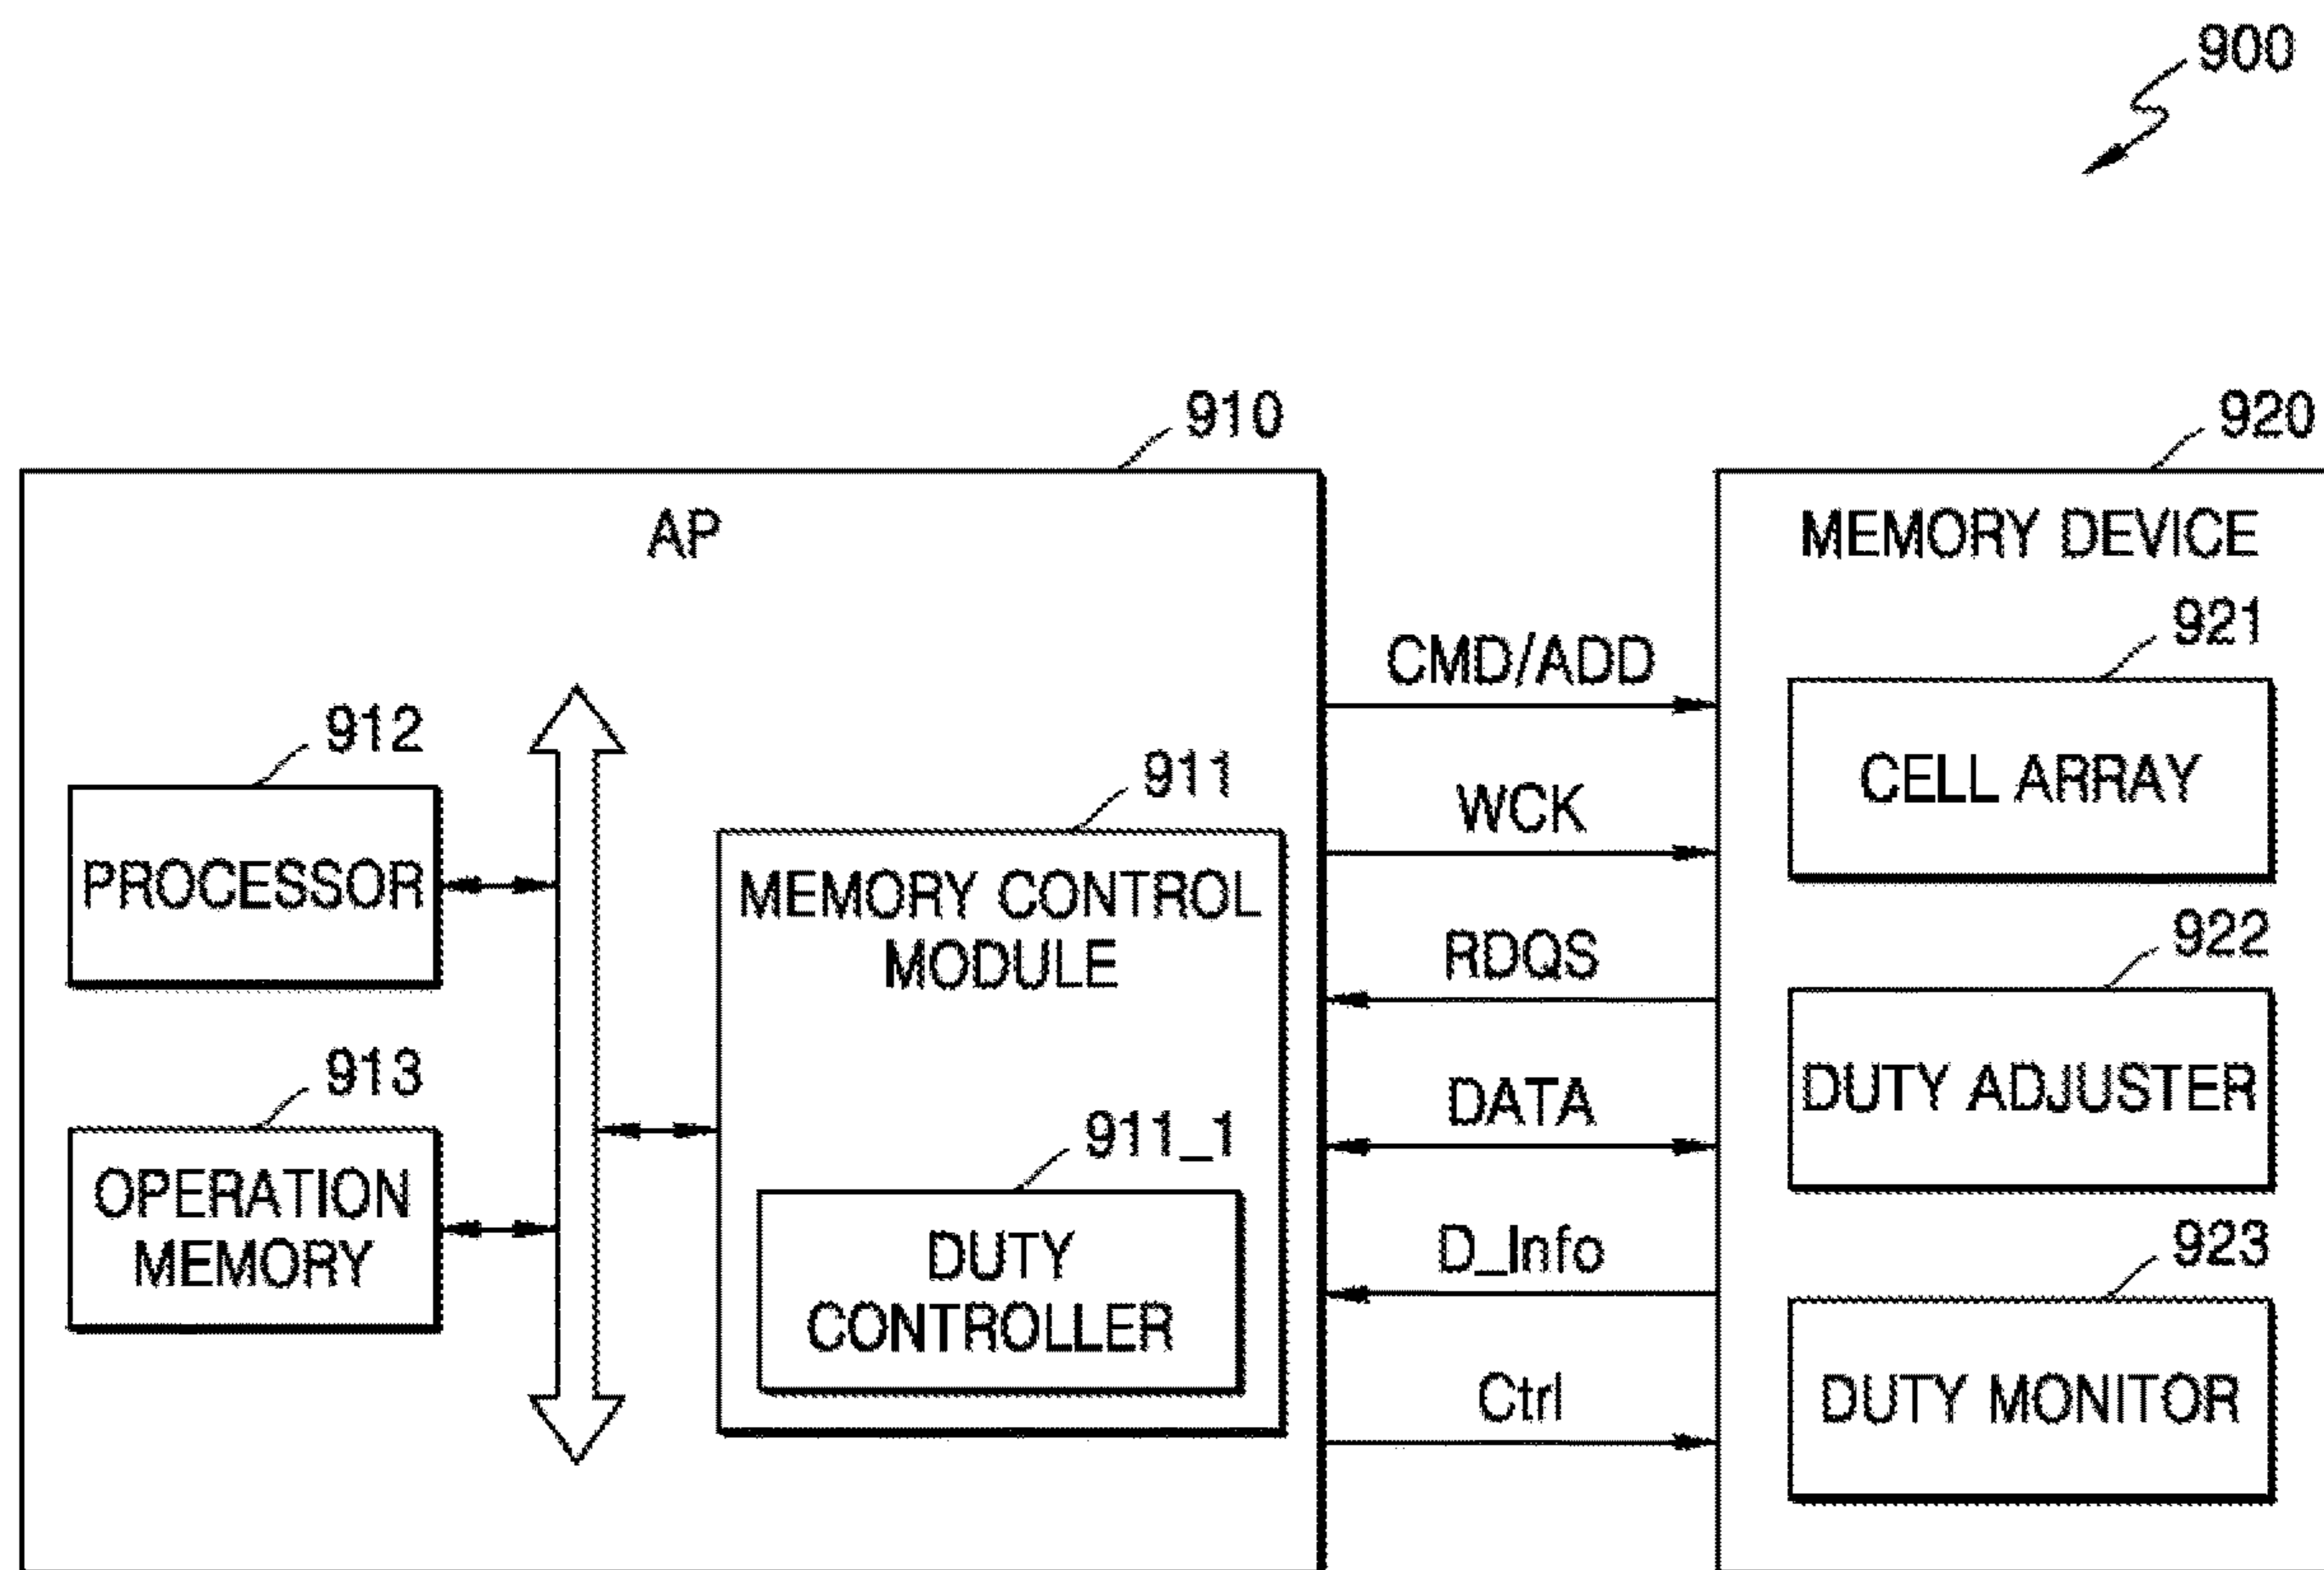 900
910
920
AP
MEMORY DEVICE
912
PROCESSOR
913
OPERATION
MEMORY
911
MEMORY CONTROL
MODULE
911_1
DUTY
CONTROLLER
CMD/ADD
WCK
RDQS
DATA
D_Info
Ctrl
921
CELL ARRAY
922
DUTY ADJUSTER
923
DUTY MONITOR